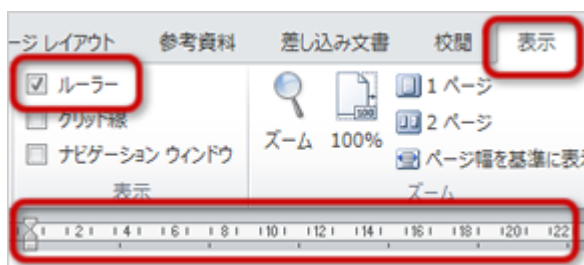 ージ レイアウト 参考資料 差し込み文書 校閲 表示
ルーラー
グリッド線
ナビゲーション ウィンドウ
表示
ズーム 100%
100
1 ページ
2 ページ
ページ幅を基準に表示
ズーム
2 4 6 8 10 12 14 16 18 20 22